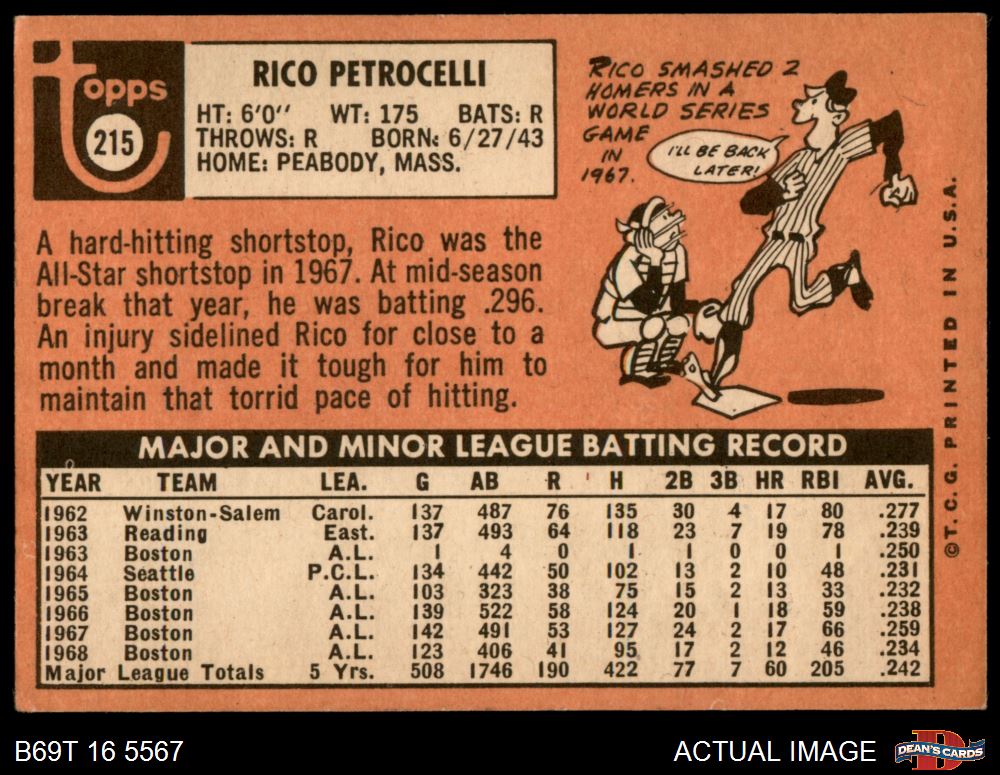 Topps
215
RICO PETROCELLI
HT: 6'0" WT: 175 BATS: R
THROWS: R BORN: 6/27/43
HOME: PEABODY, MASS.
RICO SMASHED 2
HOMERS IN A
WORLD SERIES
GAME
IN
1967.
I'LL BE BACK
LATER!
A hard-hitting shortstop, Rico was the
All-Star shortstop in 1967. At mid-season
break that year, he was batting .296.
An injury sidelined Rico for close to a
month and made it tough for him to
maintain that torrid pace of hitting.
MAJOR AND MINOR LEAGUE BATTING RECORD
YEAR TEAM LEA. G AB R H 2B 3B HR RBI AVG.
1962 Winston-Salem Carol. 137 487 76 135 30 4 17 80 .277
1963 Reading East. 137 493 64 118 23 7 19 78 .239
1963 Boston A.L. 1 4 0 1 1 0 0 1 .250
1964 Seattle P.C.L. 134 442 50 102 13 2 10 48 .231
1965 Boston A.L. 103 323 38 75 15 2 13 33 .232
1966 Boston A.L. 139 522 58 124 20 1 18 59 .238
1967 Boston A.L. 142 491 53 127 24 2 17 66 .259
1968 Boston A.L. 123 406 41 95 17 2 12 46 .234
Major League Totals 5 Yrs. 508 1746 190 422 77 7 60 205 .242
© T.C.G. PRINTED IN U.S.A.
B69T 16 5567
ACTUAL IMAGE
DEAN'S CARDS